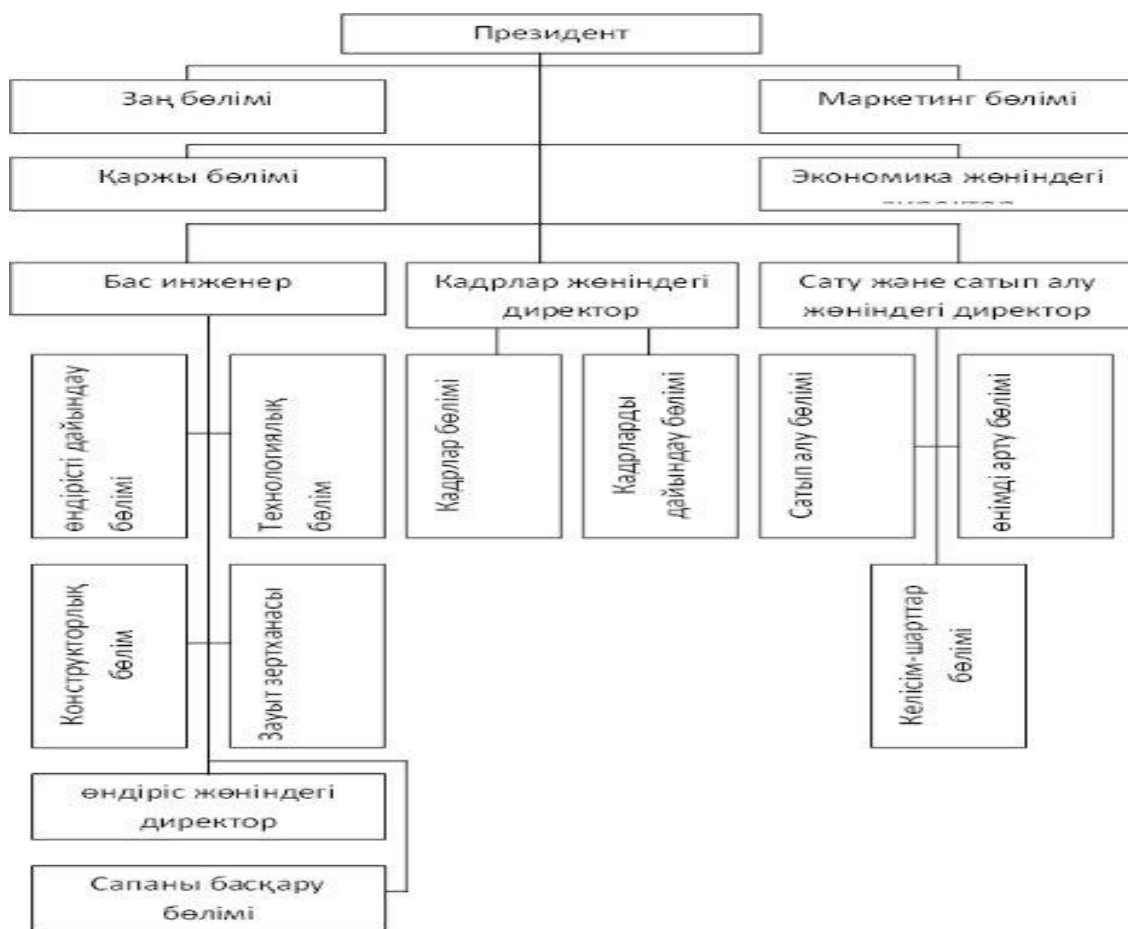 Президент
Заң бөлімі
Маркетинг бөлімі
Қаржы бөлімі
Экономика жөніндегі
Бас инженер
Кадрлар жөніндегі
директор
Сату және сатып алу
жөніндегі директор
өндірісті дайындау
бөлімі
Технологиялық
бөлім
Кадрлар бөлімі
Кадрларды
дайындау бөлімі
Сатып алу бөлімі
өнімді арту бөлімі
Конструкторлық
бөлім
Зауыт зертханасы
Келісім-шарттар
бөлімі
өндіріс жөніндегі
директор
Сапаны басқару
бөлімі